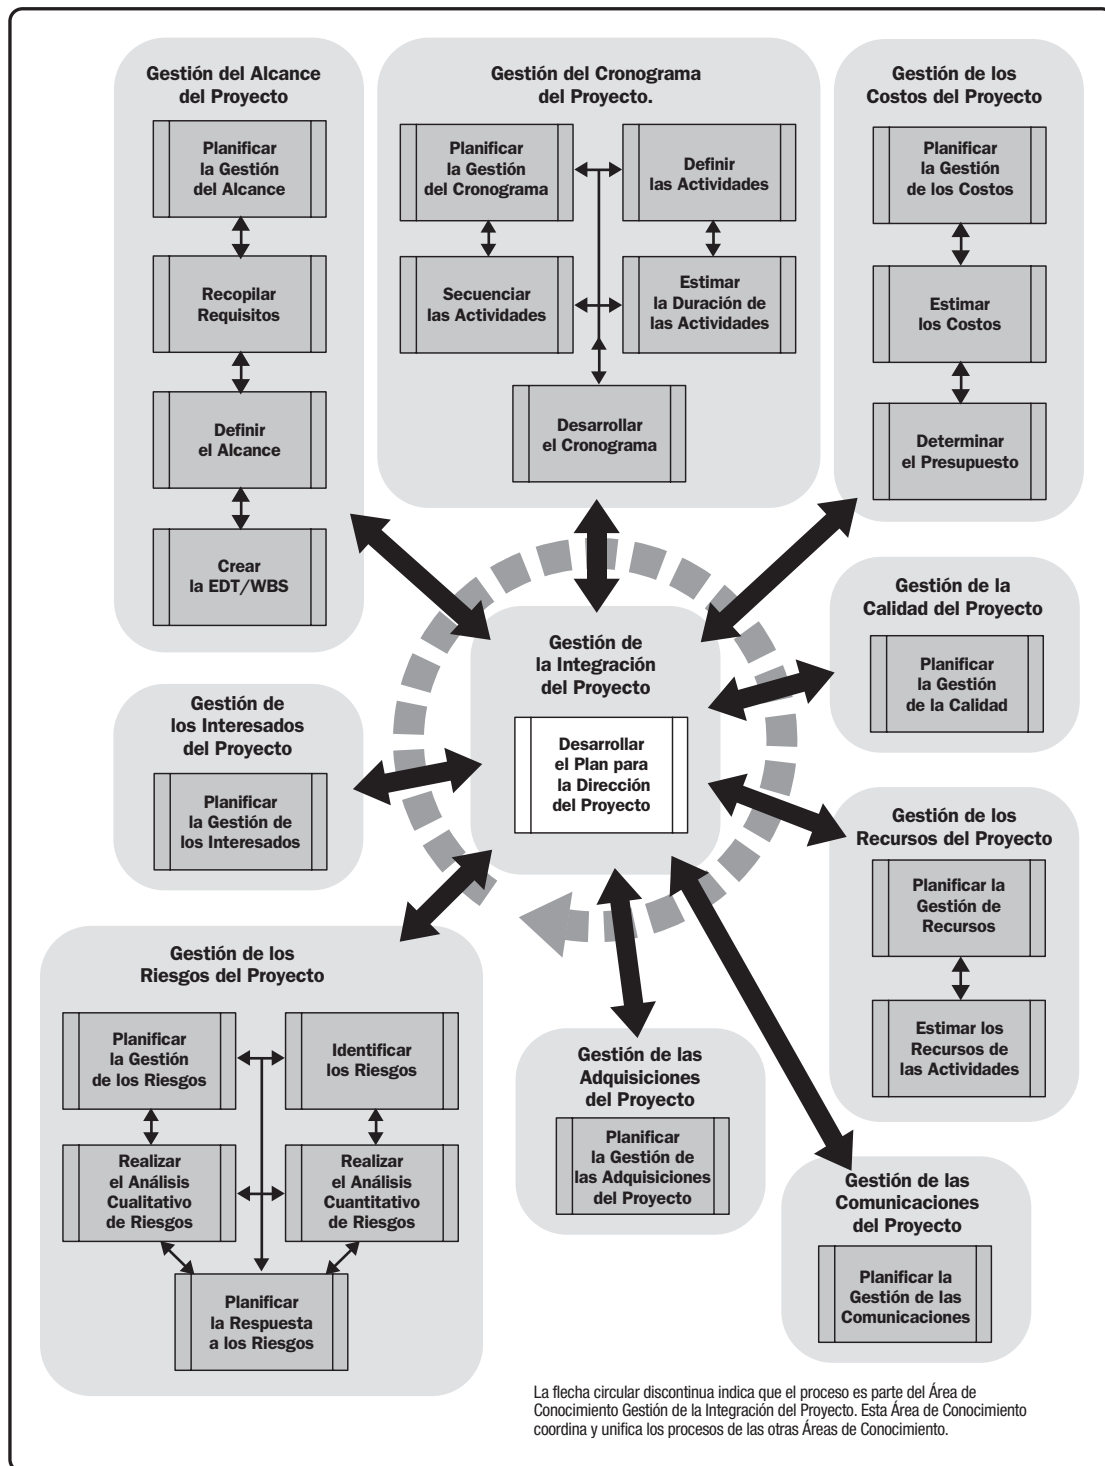 Gestión del Alcance
del Proyecto
Planificar
la Gestión
del Alcance
Recopilar
Requisitos
Definir
el Alcance
Crear
la EDT/WBS
Gestión del Cronograma
del Proyecto.
Planificar
la Gestión
del Cronograma
Definir
las Actividades
Secuenciar
las Actividades
Estimar
la Duración de
las Actividades
Desarrollar
el Cronograma
Gestión de los
Costos del Proyecto
Planificar
la Gestión
de los Costos
Estimar
los Costos
Determinar
el Presupuesto
Gestión de la
Calidad del Proyecto
Planificar
la Gestión
de la Calidad
Gestión de
la Integración
del Proyecto
Desarrollar
el Plan para
la Dirección
del Proyecto
Gestión de
los Interesados
del Proyecto
Planificar
la Gestión de
los Interesados
Gestión de los
Recursos del Proyecto
Planificar la
Gestión de
Recursos
Estimar los
Recursos de
las Actividades
Gestión de los
Riesgos del Proyecto
Planificar
la Gestión
de los Riesgos
Identificar
los Riesgos
Realizar
el Análisis
Cualitativo
de Riesgos
Realizar
el Análisis
Cuantitativo
de Riesgos
Planificar
la Respuesta
a los Riesgos
Gestión de las
Adquisiciones
del Proyecto
Planificar
la Gestión de
las Adquisiciones
del Proyecto
Gestión de las
Comunicaciones
del Proyecto
Planificar la
Gestión de las
Comunicaciones
La flecha circular discontinua indica que el proceso es parte del Área de
Conocimiento Gestión de la Integración del Proyecto. Esta Área de Conocimiento
coordina y unifica los procesos de las otras Áreas de Conocimiento.